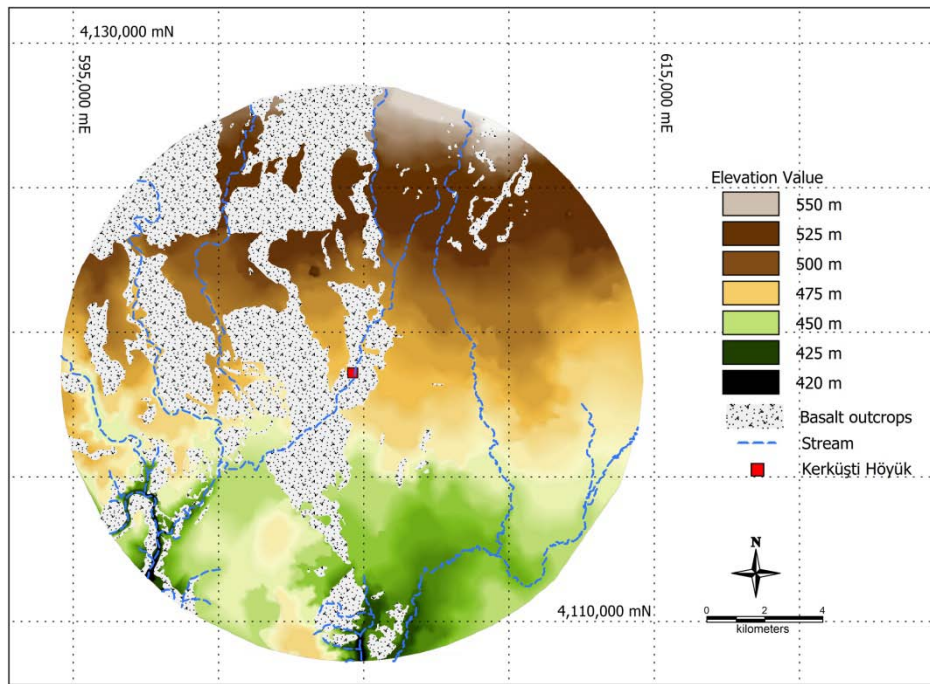 4,130,000 mN
595,000 mE
615,000 mE
Elevation Value
550 m
525 m
500 m
475 m
450 m
425 m
420 m
Basalt outcrops
Stream
Kerküşti Höyük
N
4,110,000 mN
0 2 4
kilometers